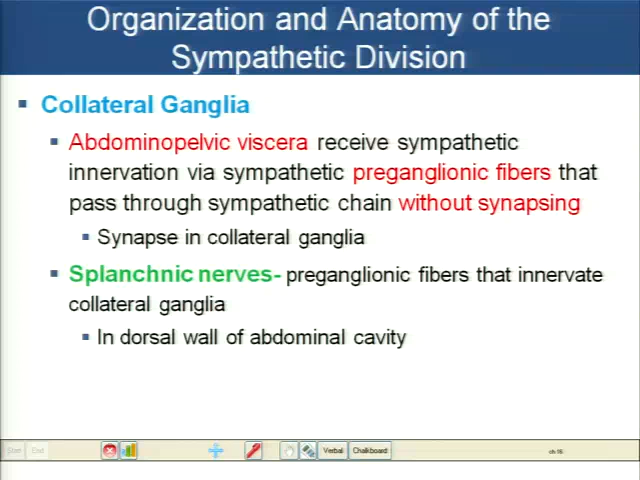 Organization and Anatomy of the
Sympathetic Division
Collateral Ganglia
Abdominopelvic viscera receive sympathetic
innervation via sympathetic preganglionic fibers that
pass through sympathetic chain without synapsing
Synapse in collateral ganglia
Splanchnic nerves- preganglionic fibers that innervate
collateral ganglia
In dorsal wall of abdominal cavity
Start End Verbal Chalkboard